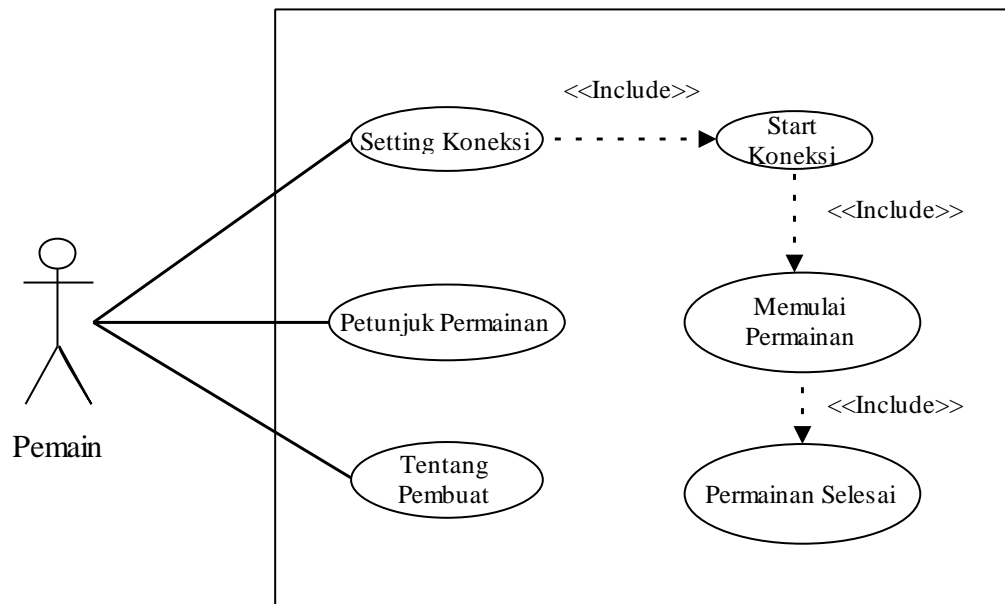 <<Include>>
Setting Koneksi
Start
Koneksi
<<Include>>
Petunjuk Permainan
Memulai
Permainan
<<Include>>
Pemain
Tentang
Pembuat
Permainan Selesai